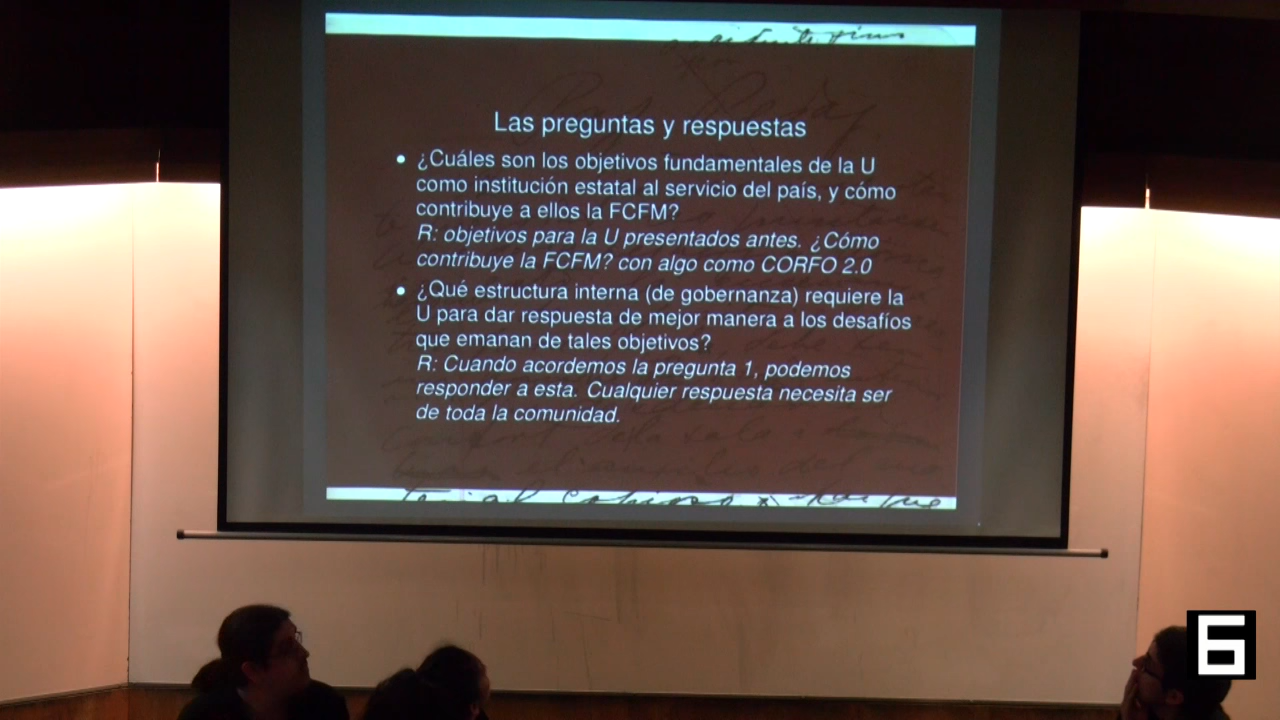 Las preguntas y respuestas
• ¿Cuáles son los objetivos fundamentales de la U
como institución estatal al servicio del país, y cómo
contribuye a ellos la FCFM?
R: objetivos para la U presentados antes. ¿Cómo
contribuye la FCFM? con algo como CORFO 2.0
• ¿Qué estructura interna (de gobernanza) requiere la
U para dar respuesta de mejor manera a los desafíos
que emanan de tales objetivos?
R: Cuando acordemos la pregunta 1, podemos
responder a esta. Cualquier respuesta necesita ser
de toda la comunidad.
6